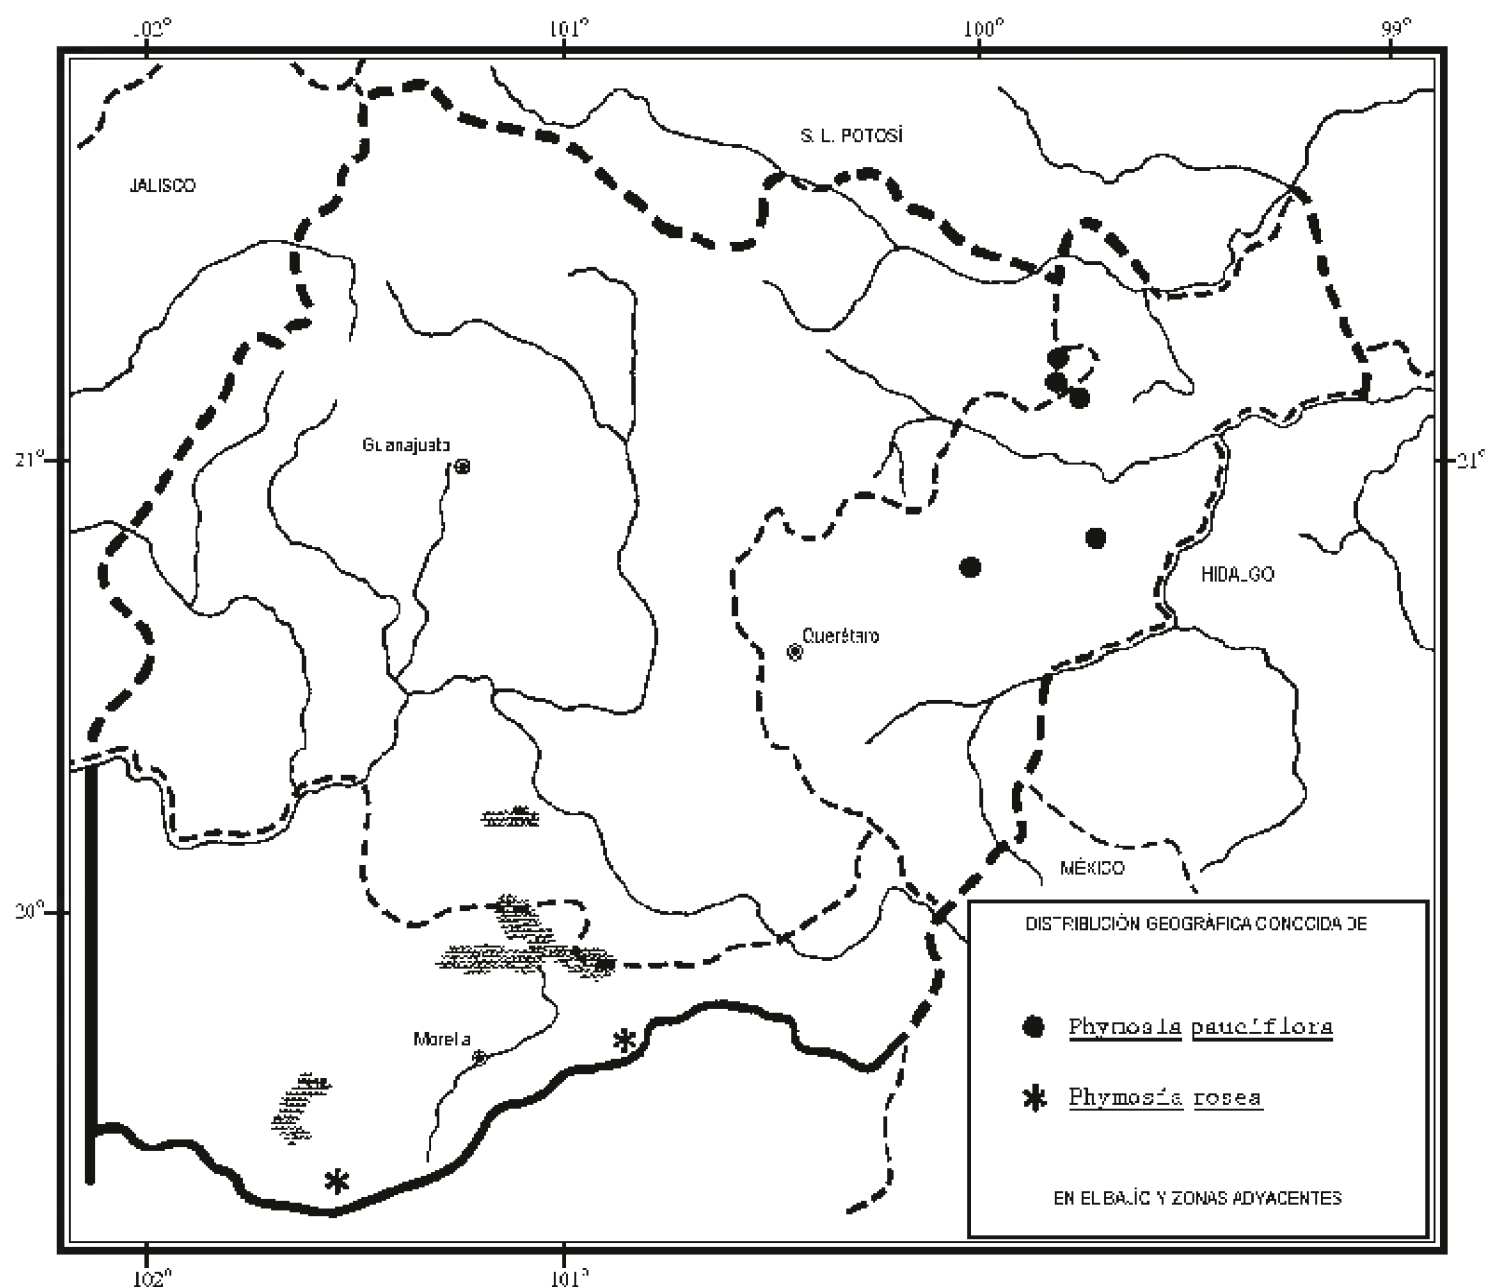 102° 101° 100° 99°
S. L. POTOSÍ
JALISCO
Guanajuato
21° 21°
HIDALGO
Querétaro
MÉXICO
20°
DISTRIBUCIÓN GEOGRÁFICA CONOCIDA DE
Phymosia pauciflora
Morelia
Phymosia rosea
EN EL BAJÍO Y ZONAS ADYACENTES
102° 101°